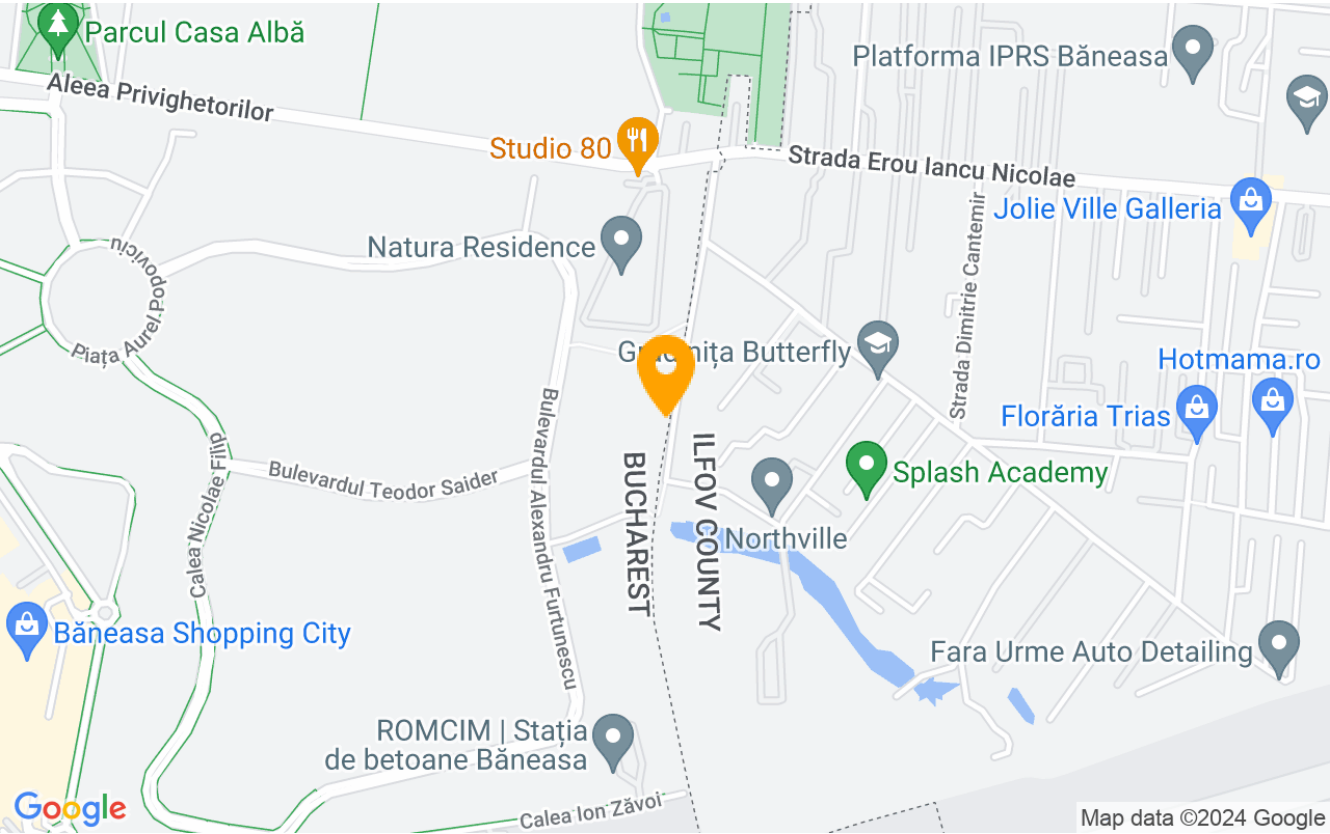 Parcul Casa Albă
Platforma IPRS Băneasa
Aleea Privighetorilor
Studio 80
Strada Erou Iancu Nicolae
Jolie Ville Galleria
Natura Residence
Piața Aurel Popoviciu
Strada Dimitrie Cantemir
Grădinița Butterfly
Hotmama.ro
Florăria Trias
Bulevardul Teodor Saider
Calea Nicolae Filip
Bulevardul Alexandru Furtunescu
BUCHAREST
ILFOV COUNTY
Splash Academy
Northville
Băneasa Shopping City
Fara Urme Auto Detailing
ROMCIM | Stația
de betoane Băneasa
Calea Ion Zăvoi
Google
Map data ©2024 Google